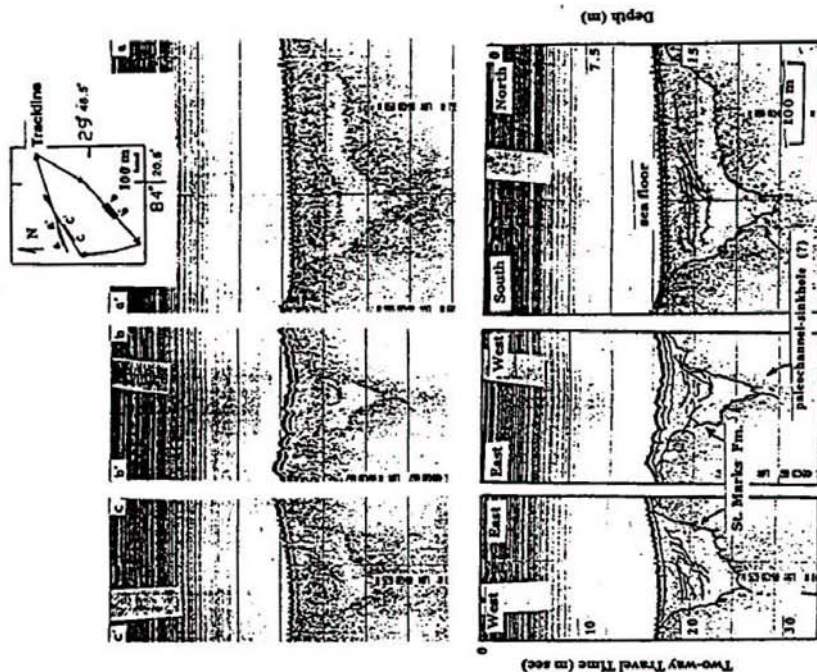 Trackline
N
29° 46.5'
84° 20.8'
100 m
a
a'
b
b'
c
c'
Depth (m)
0
7.5
15
North
South
sea floor
100 m
paleochannel-sinkhole (?)
West
East
St. Marks Fm.
East
West
0
10
20
30
Two-way Travel Time (m sec)